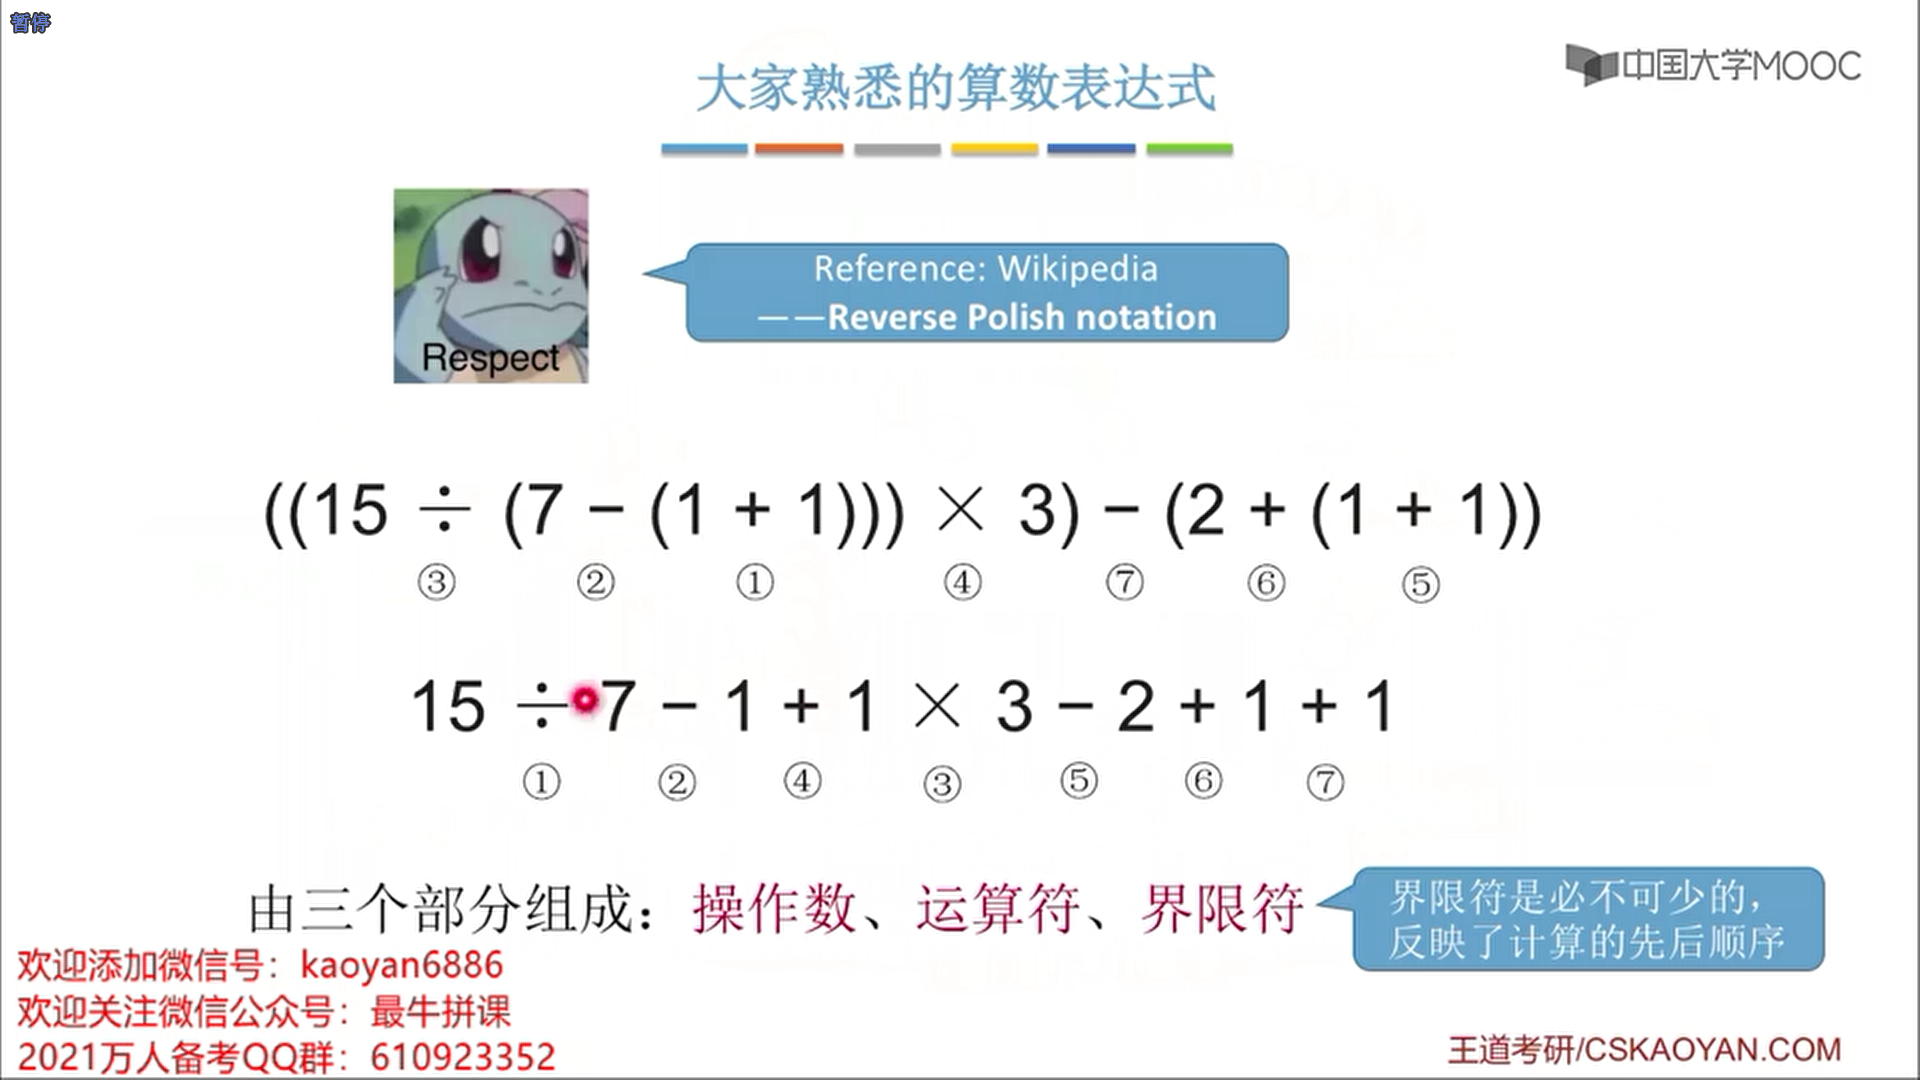 暂停
中国大学MOOC
大家熟悉的算数表达式
Reference: Wikipedia
——Reverse Polish notation
Respect
((15 ÷ (7 − (1 + 1))) × 3) − (2 + (1 + 1))
③ ② ① ④ ⑦ ⑥ ⑤
15 ÷ 7 − 1 + 1 × 3 − 2 + 1 + 1
① ② ④ ③ ⑤ ⑥ ⑦
由三个部分组成：操作数、运算符、界限符
界限符是必不可少的，
反映了计算的先后顺序
欢迎添加微信号：kaoyan6886
欢迎关注微信公众号：最牛拼课
2021万人备考QQ群：610923352
王道考研/CSKAOYAN.COM